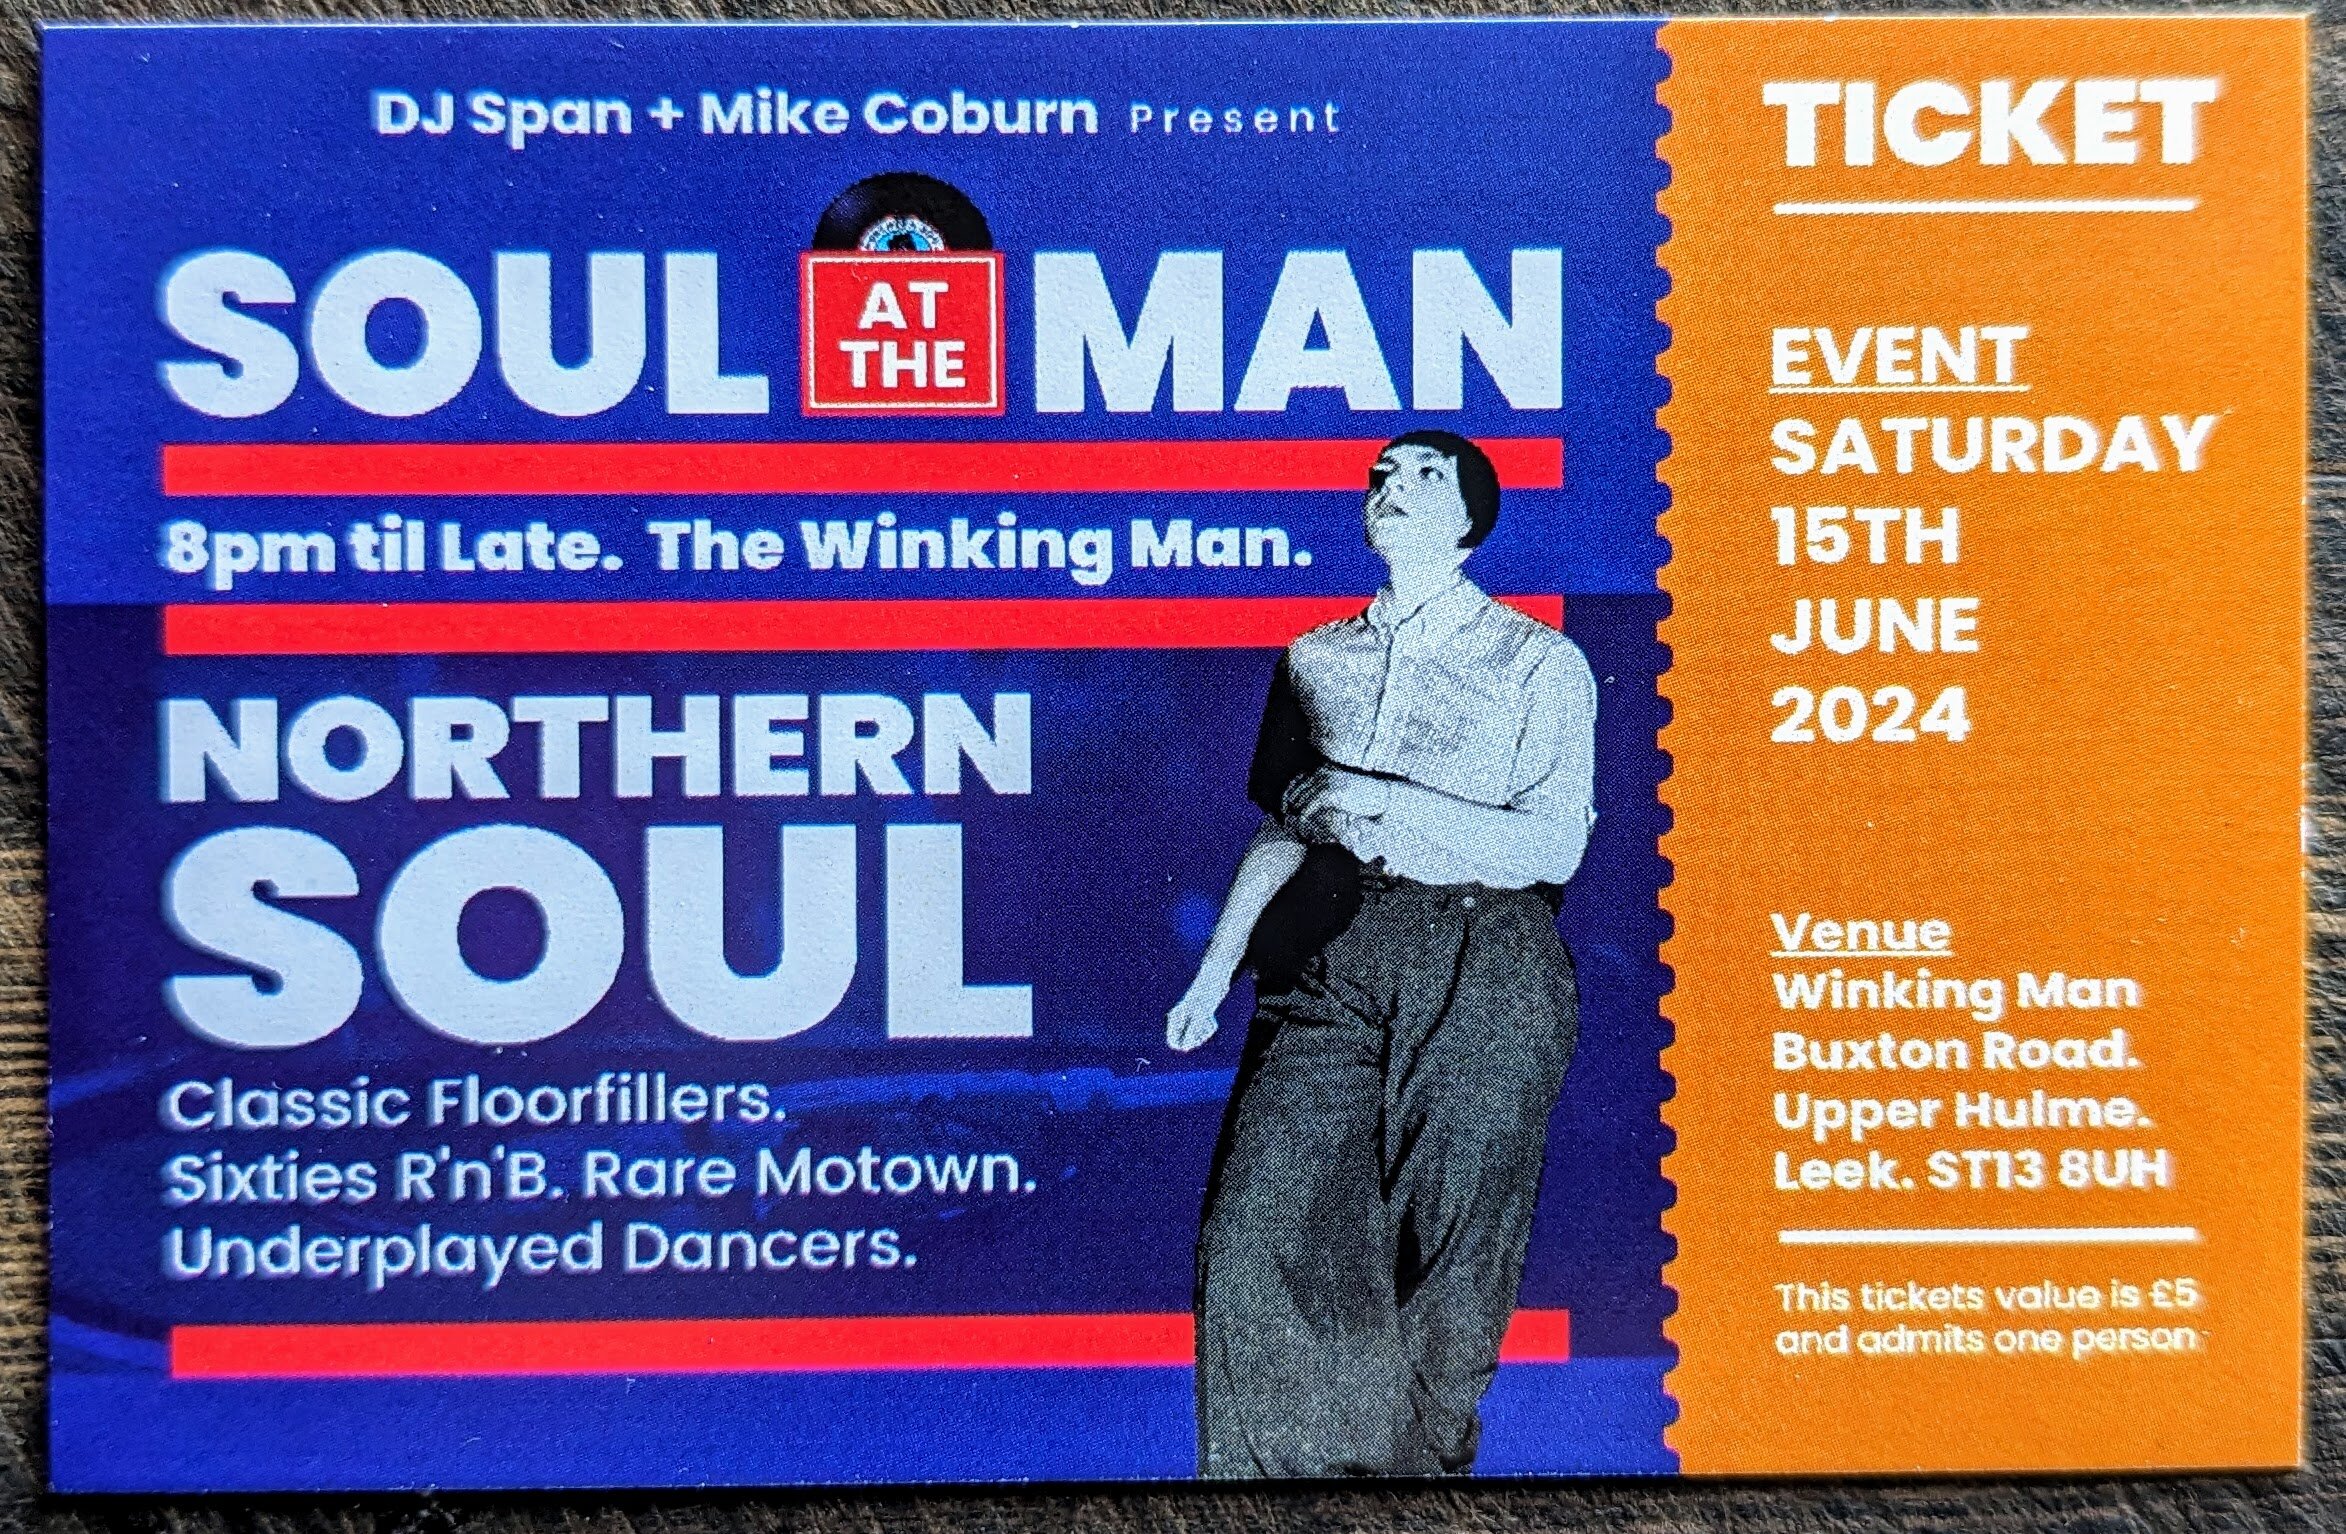 DJ Span + Mike Coburn Present
SOUL AT THE MAN
8pm til Late. The Winking Man.
NORTHERN
SOUL
Classic Floorfillers.
Sixties R'n'B. Rare Motown.
Underplayed Dancers.
TICKET
EVENT
SATURDAY
15TH
JUNE
2024
Venue
Winking Man
Buxton Road.
Upper Hulme.
Leek. ST13 8UH
This tickets value is £5
and admits one person